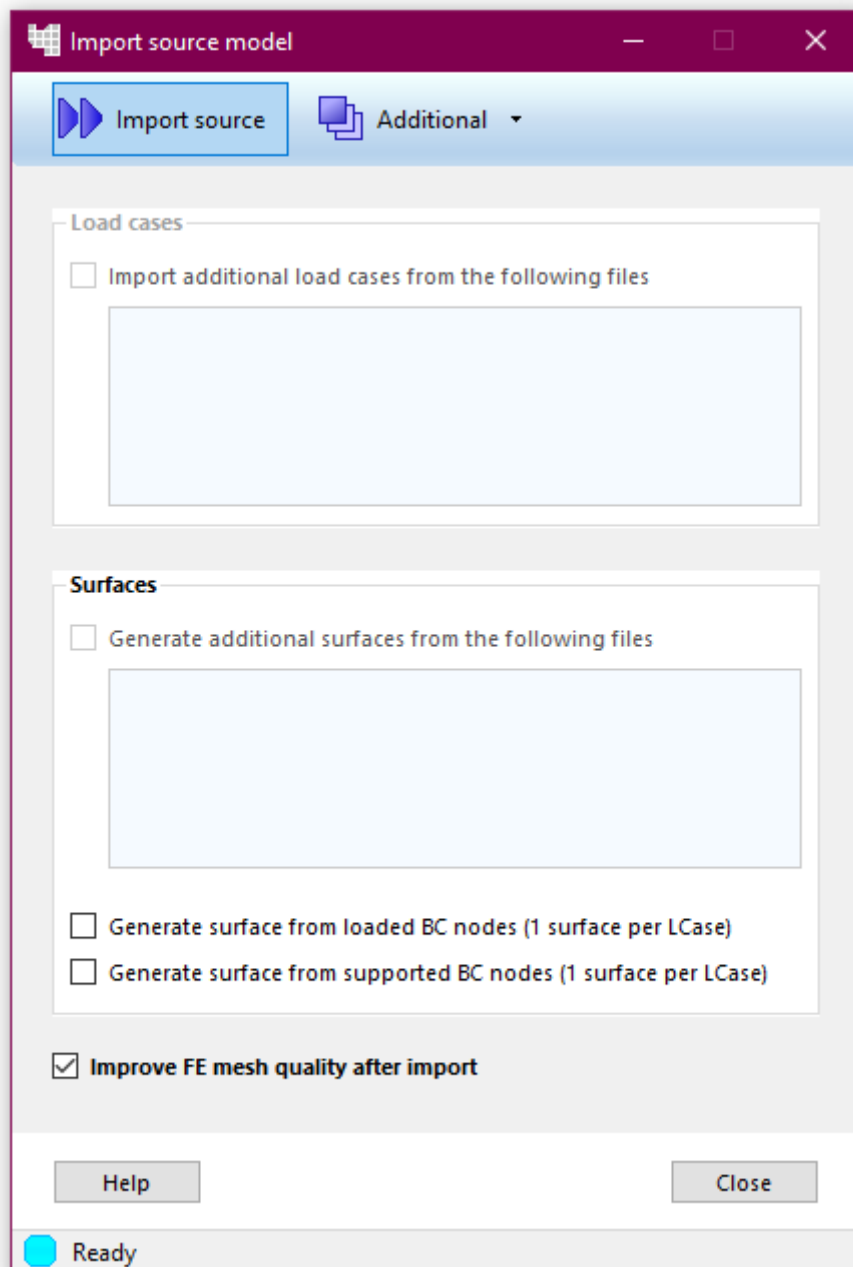 Import source model
Import source
Additional
Load cases
Import additional load cases from the following files
Surfaces
Generate additional surfaces from the following files
Generate surface from loaded BC nodes (1 surface per LCase)
Generate surface from supported BC nodes (1 surface per LCase)
Improve FE mesh quality after import
Help
Close
Ready